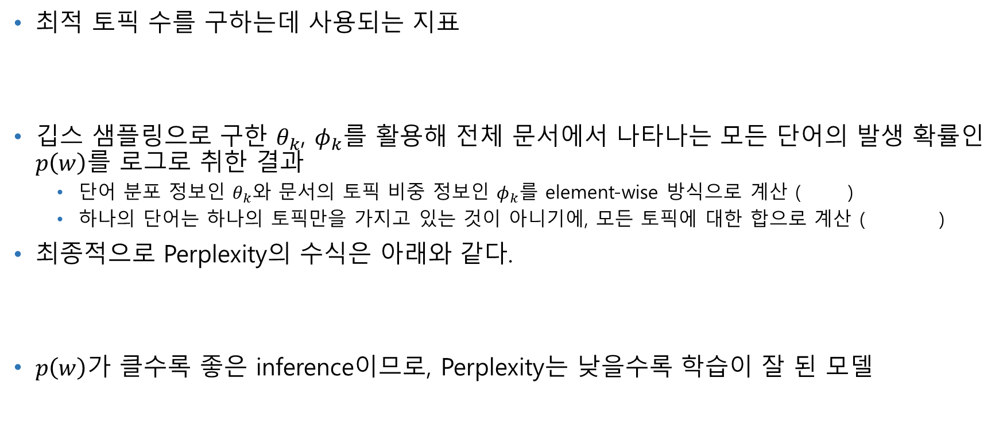 • 최적 토픽 수를 구하는데 사용되는 지표
• 깁스 샘플링으로 구한 θₖ, ϕₖ를 활용해 전체 문서에서 나타나는 모든 단어의 발생 확률인
p(w)를 로그로 취한 결과
• 단어 분포 정보인 θₖ와 문서의 토픽 비중 정보인 ϕₖ를 element-wise 방식으로 계산 ( )
• 하나의 단어는 하나의 토픽만을 가지고 있는 것이 아니기에, 모든 토픽에 대한 합으로 계산 ( )
• 최종적으로 Perplexity의 수식은 아래와 같다.
• p(w)가 클수록 좋은 inference이므로, Perplexity는 낮을수록 학습이 잘 된 모델